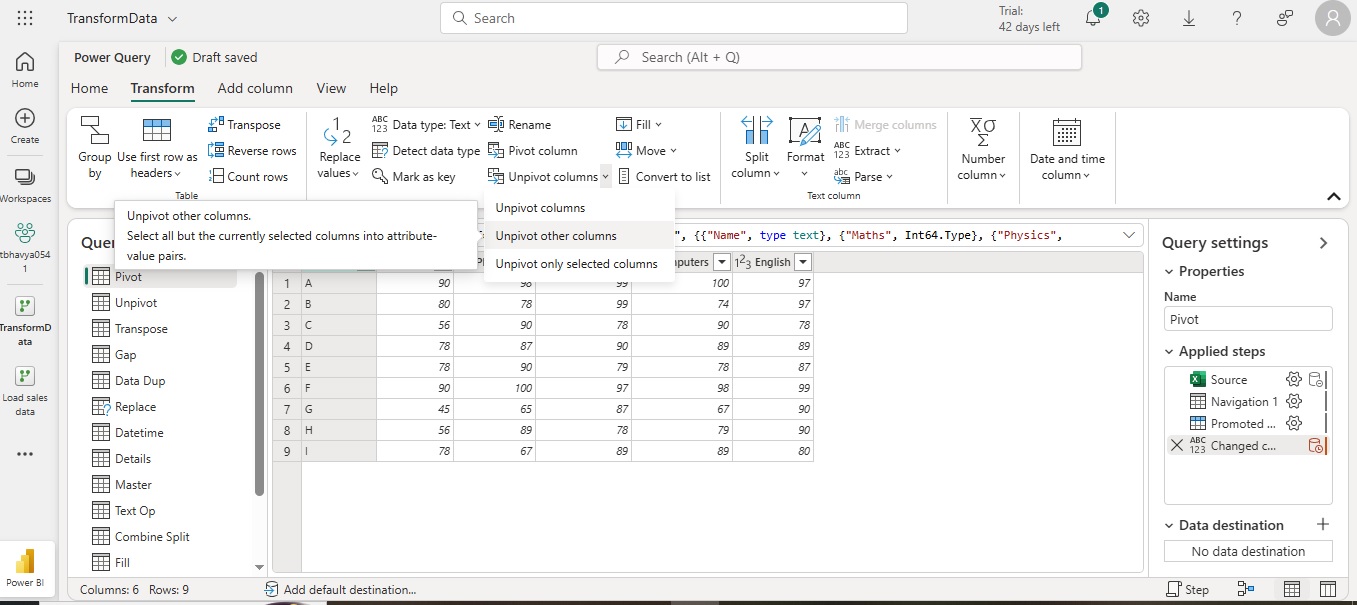 TransformData
Search
Trial:
42 days left
1
Power Query
Draft saved
Search (Alt + Q)
Home
Transform
Add column
View
Help
Home
Create
Workspaces
tbhavya054
1
TransformD
ata
Load sales
data
Power BI
Group
by
Use first row as
headers
Transpose
Reverse rows
Count rows
Table
Replace
values
Data type: Text
Detect data type
Mark as key
Rename
Pivot column
Unpivot columns
Fill
Move
Convert to list
Split
column
Format
Merge columns
Extract
Parse
Text column
Number
column
Date and time
column
Unpivot columns
Unpivot other columns
Unpivot only selected columns
Unpivot other columns.
Select all but the currently selected columns into attribute-
value pairs.
", {{"Name", type text}, {"Maths", Int64.Type}, {"Physics",
Pivot
Unpivot
Transpose
Gap
Data Dup
Replace
Datetime
Details
Master
Text Op
Combine Split
Fill
English
1 A 90 98 99 100 97
2 B 80 78 99 74 97
3 C 56 90 78 90 78
4 D 78 87 90 89 89
5 E 78 90 79 78 87
6 F 90 100 97 98 99
7 G 45 65 87 67 90
8 H 56 89 78 79 90
9 I 78 67 89 89 80
Query settings
Properties
Name
Pivot
Applied steps
Source
Navigation 1
Promoted ...
Changed c...
Data destination
No data destination
Columns: 6 Rows: 9
Add default destination...
Step